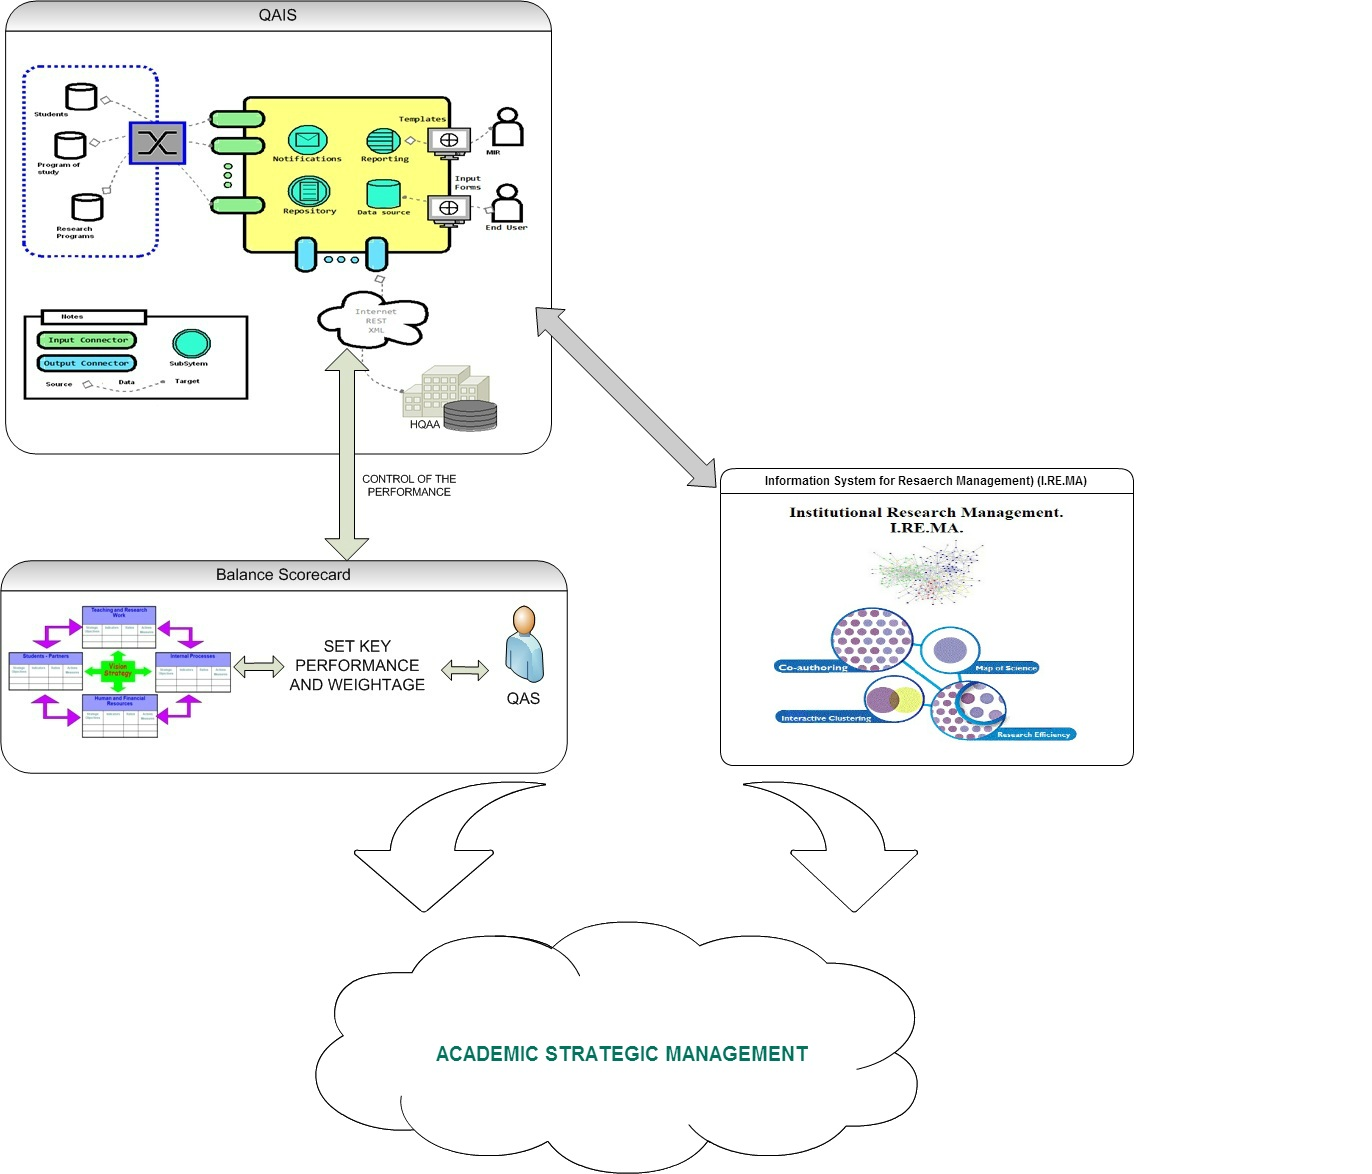 QAIS
Students
Program of
study
Research
Programs
Notifications
Reporting
Repository
Data source
Templates
MIR
Input
Forms
End User
Internet
REST
XML
HQAA
Notes
Input Connector
Output Connector
SubSytem
Source
Data
Target
CONTROL OF THE
PERFORMANCE
Information System for Resaerch Management) (I.RE.MA)
Institutional Research Management.
I.RE.MA.
Co-authoring
Map of Science
Interactive Clustering
Research Efficiency
Balance Scorecard
Teaching and Research
Work
Students - Partners
Internal Processes
Vision
Strategy
Human and Financial
Resources
SET KEY
PERFORMANCE
AND WEIGHTAGE
QAS
ACADEMIC STRATEGIC MANAGEMENT